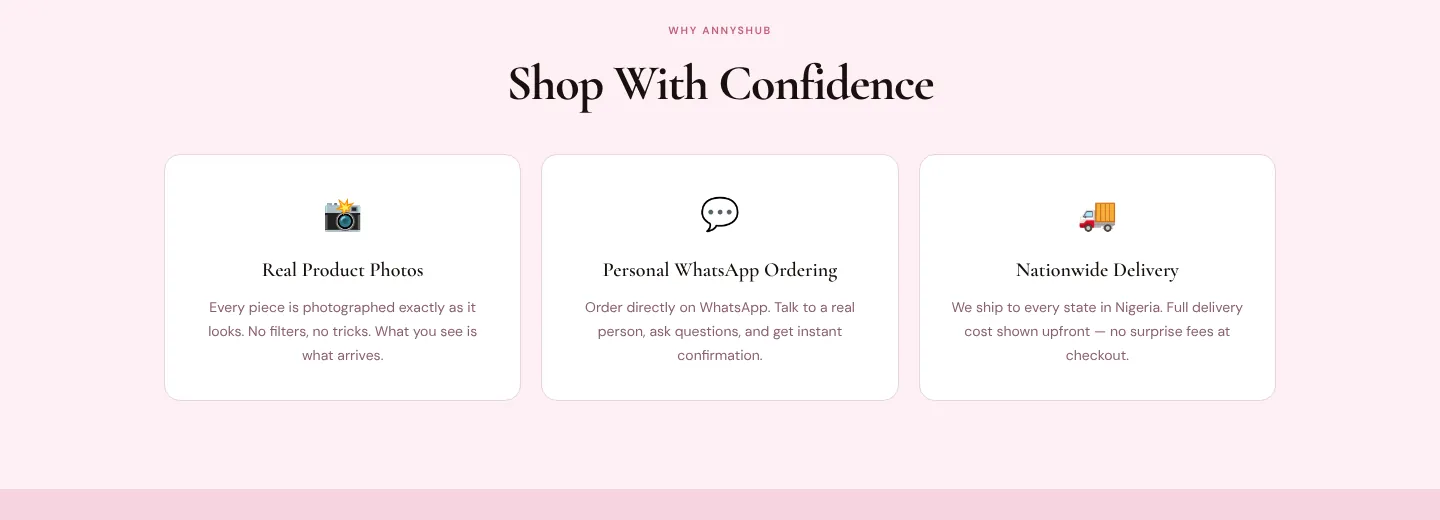 WHY ANNYSHUB
Shop With Confidence
Real Product Photos
Every piece is photographed exactly as it
looks. No filters, no tricks. What you see is
what arrives.
Personal WhatsApp Ordering
Order directly on WhatsApp. Talk to a real
person, ask questions, and get instant
confirmation.
Nationwide Delivery
We ship to every state in Nigeria. Full delivery
cost shown upfront — no surprise fees at
checkout.